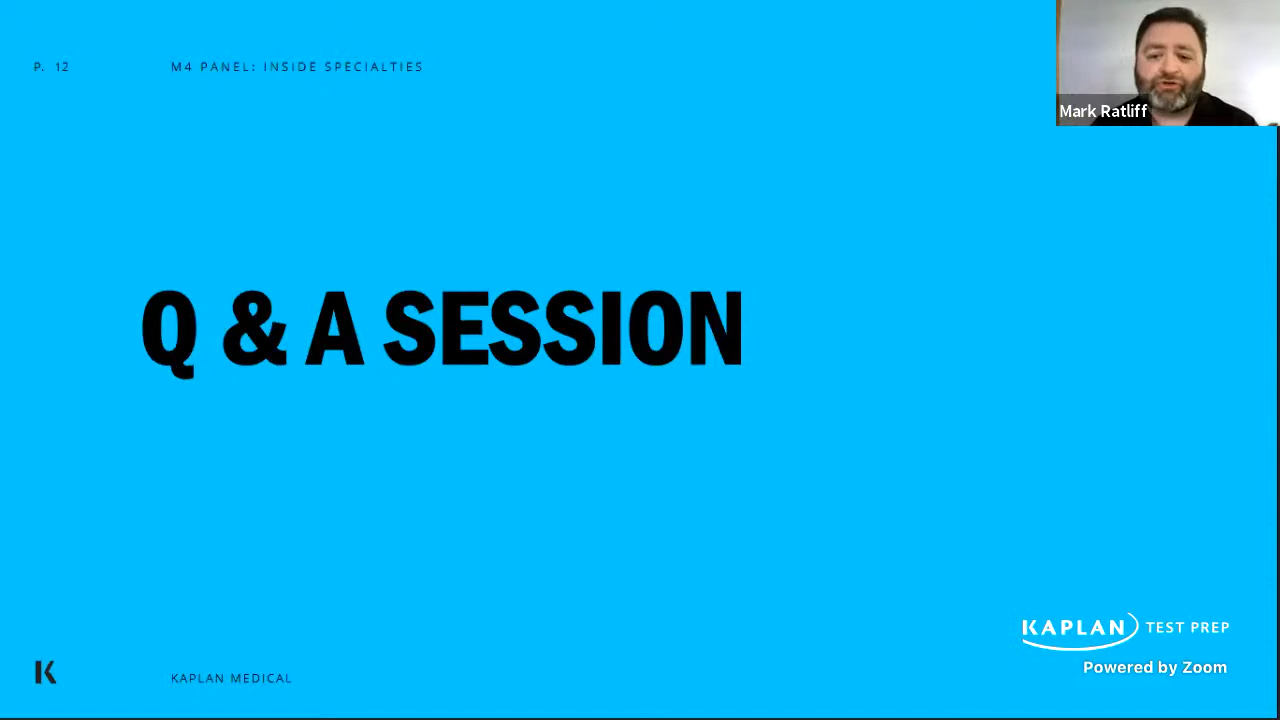 P. 12
M4 PANEL: INSIDE SPECIALTIES
Mark Ratliff
Q & A SESSION
KAPLAN TEST PREP
Powered by Zoom
K
KAPLAN MEDICAL